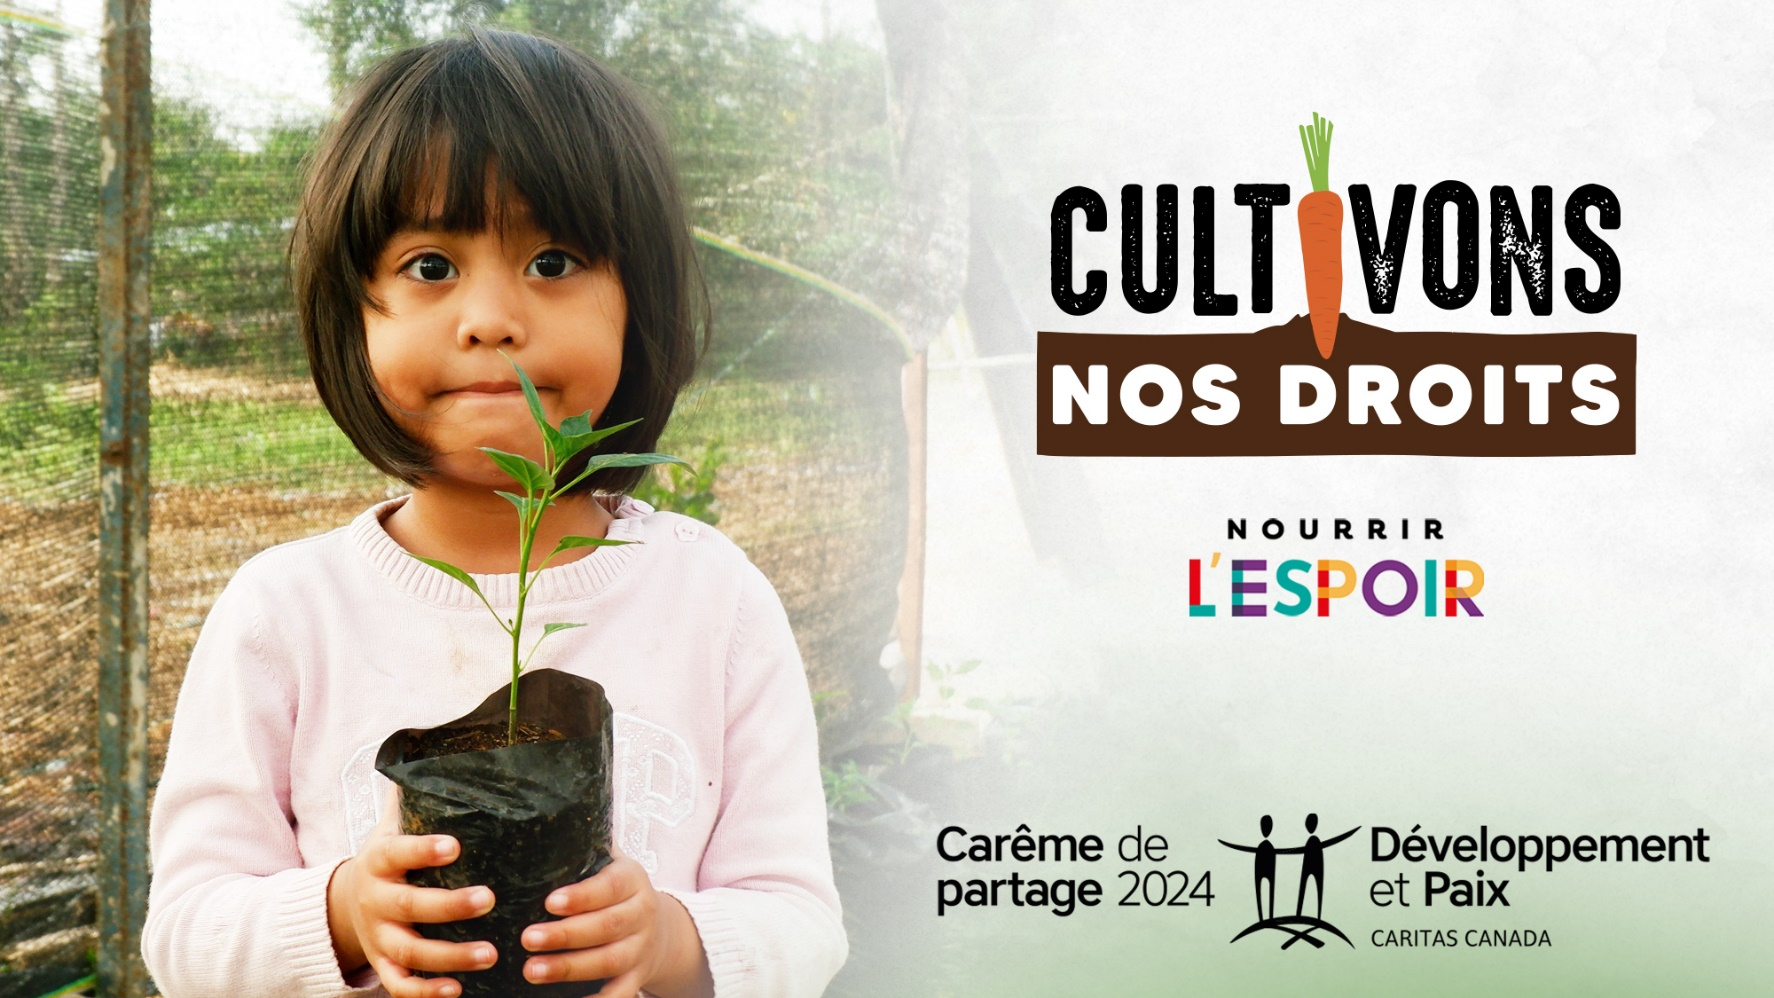 CULTIVONS
NOS DROITS
NOURRIR
L'ESPOIR
Carême de
partage 2024
Développement
et Paix
CARITAS CANADA